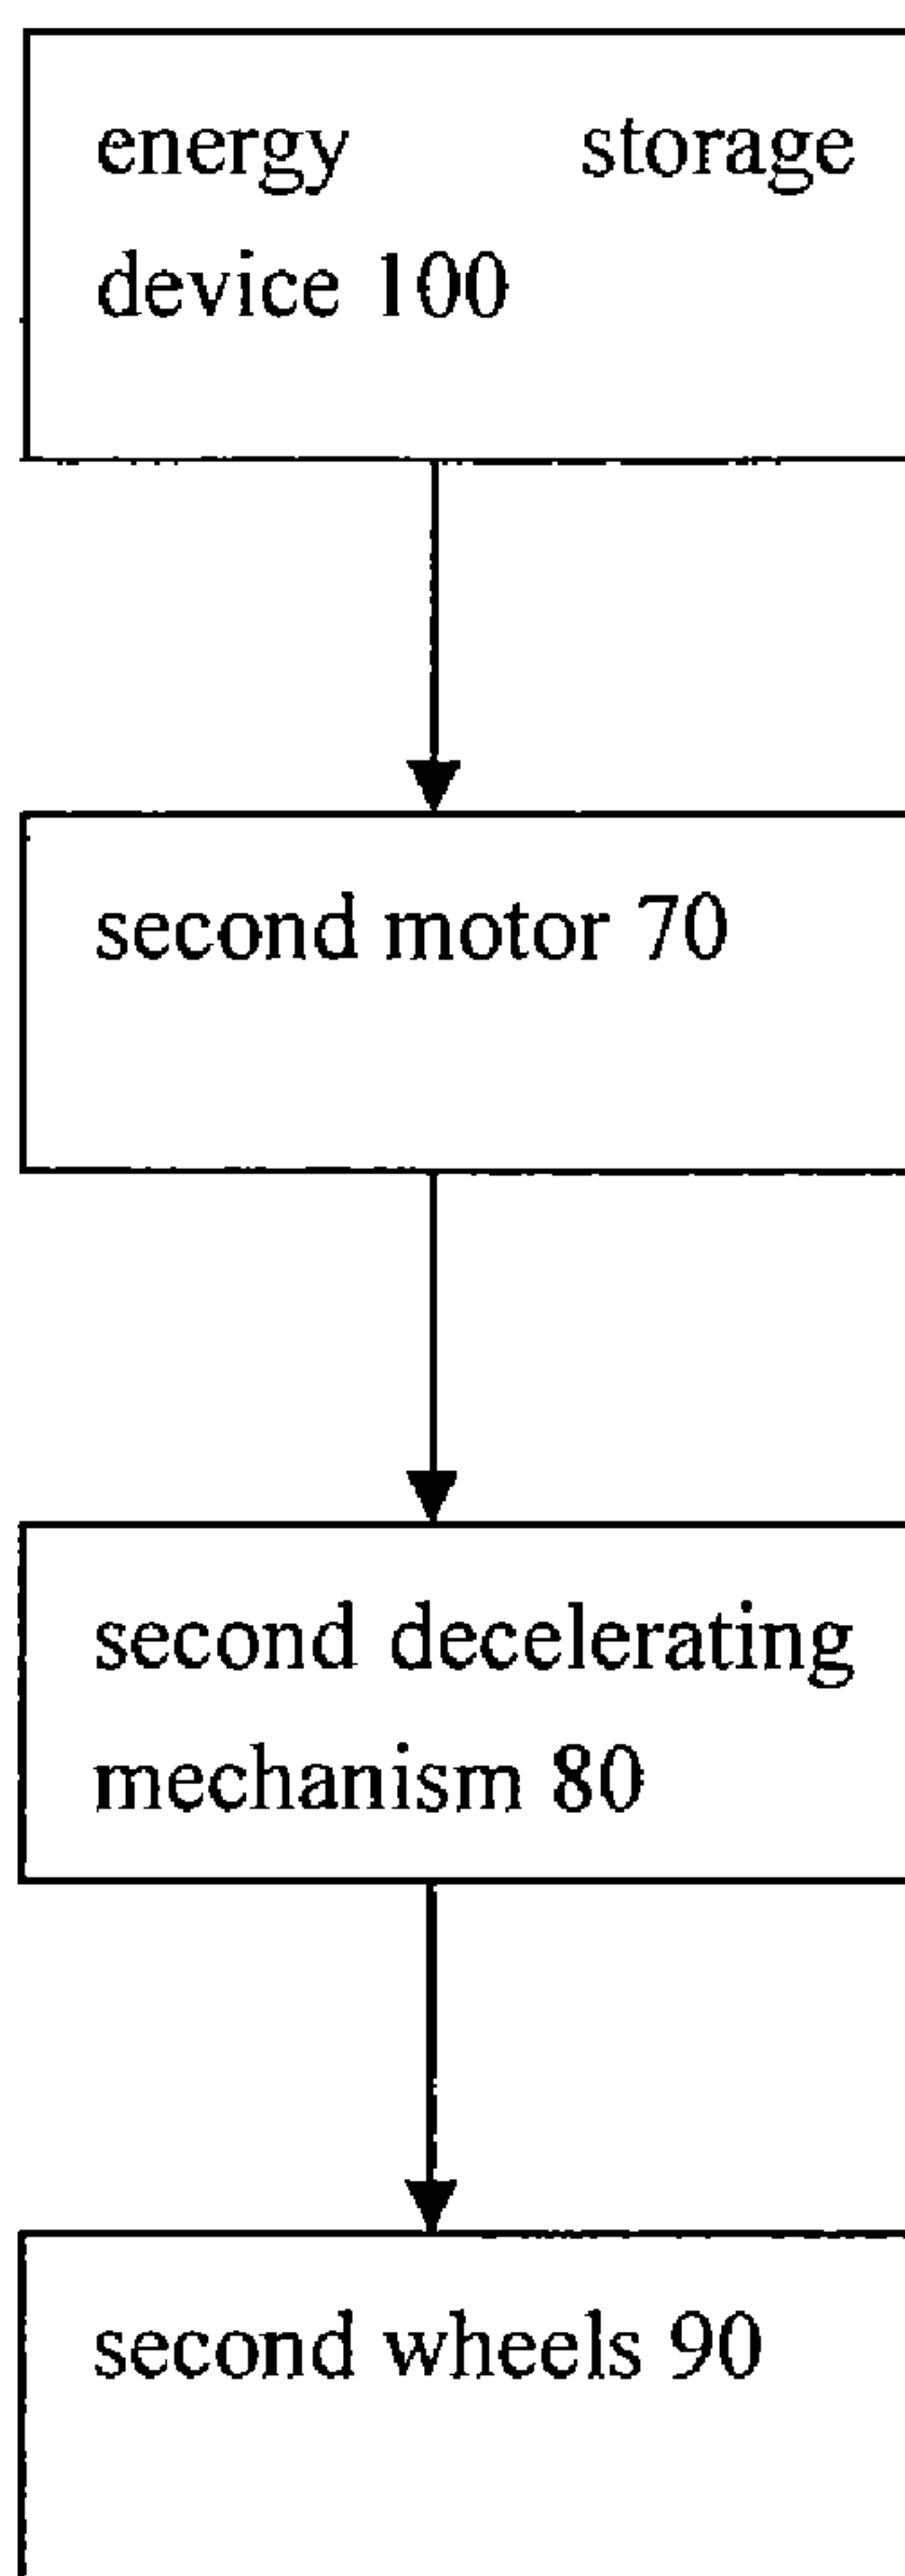 energy storage
device 100
second motor 70
second decelerating
mechanism 80
second wheels 90